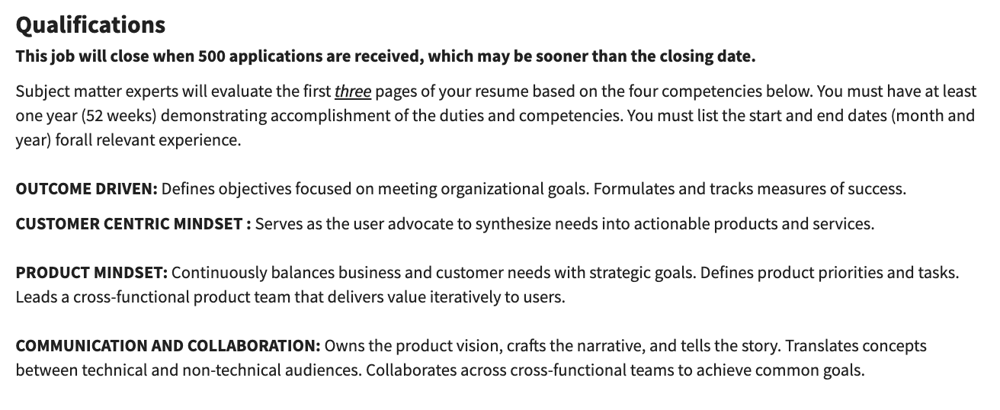 Qualifications
This job will close when 500 applications are received, which may be sooner than the closing date.
Subject matter experts will evaluate the first three pages of your resume based on the four competencies below. You must have at least
one year (52 weeks) demonstrating accomplishment of the duties and competencies. You must list the start and end dates (month and
year) forall relevant experience.
OUTCOME DRIVEN: Defines objectives focused on meeting organizational goals. Formulates and tracks measures of success.
CUSTOMER CENTRIC MINDSET : Serves as the user advocate to synthesize needs into actionable products and services.
PRODUCT MINDSET: Continuously balances business and customer needs with strategic goals. Defines product priorities and tasks.
Leads a cross-functional product team that delivers value iteratively to users.
COMMUNICATION AND COLLABORATION: Owns the product vision, crafts the narrative, and tells the story. Translates concepts
between technical and non-technical audiences. Collaborates across cross-functional teams to achieve common goals.